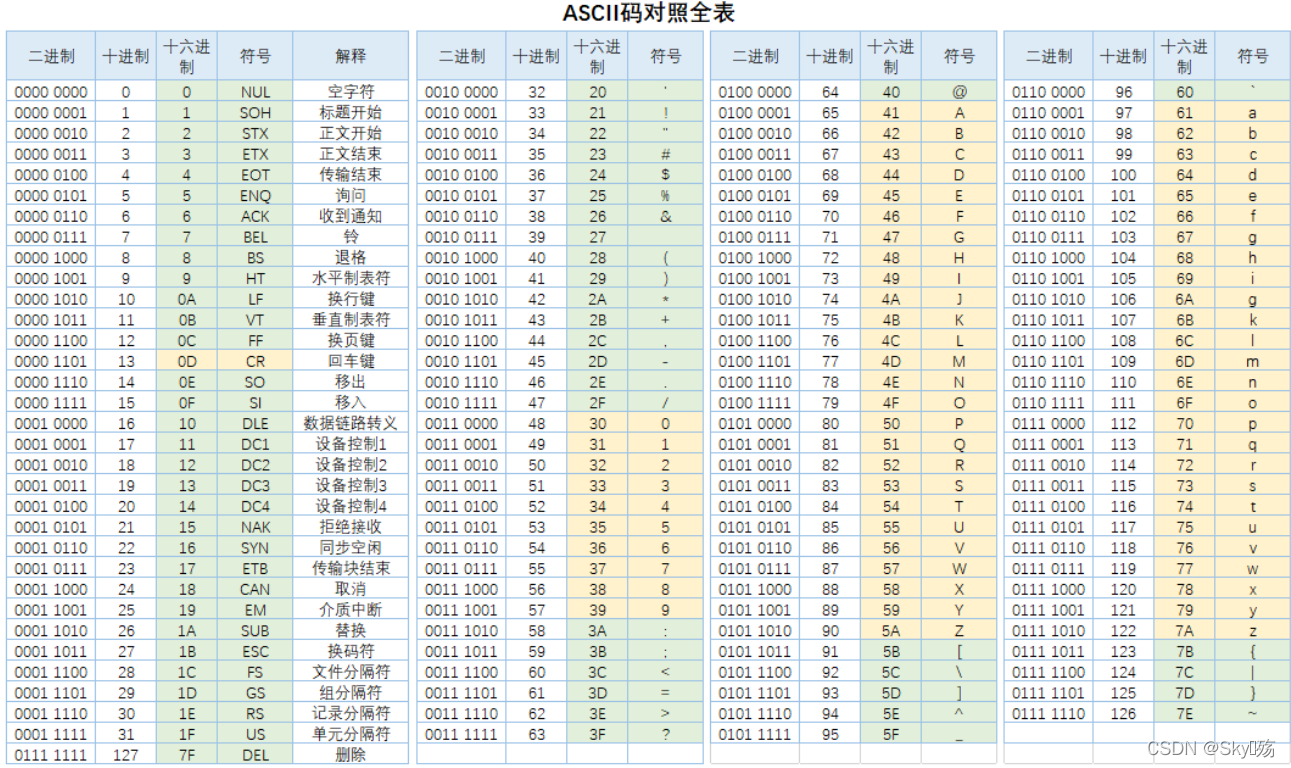 ASCII码对照全表
二进制 十进制 十六进制 符号 解释 二进制 十进制 十六进制 符号 二进制 十进制 十六进制 符号 二进制 十进制 十六进制 符号
0000 0000 0 0 NUL 空字符 0010 0000 32 20 ' 0100 0000 64 40 @ 0110 0000 96 60 `
0000 0001 1 1 SOH 标题开始 0010 0001 33 21 ! 0100 0001 65 41 A 0110 0001 97 61 a
0000 0010 2 2 STX 正文开始 0010 0010 34 22 " 0100 0010 66 42 B 0110 0010 98 62 b
0000 0011 3 3 ETX 正文结束 0010 0011 35 23 # 0100 0011 67 43 C 0110 0011 99 63 c
0000 0100 4 4 EOT 传输结束 0010 0100 36 24 $ 0100 0100 68 44 D 0110 0100 100 64 d
0000 0101 5 5 ENQ 询问 0010 0101 37 25 % 0100 0101 69 45 E 0110 0101 101 65 e
0000 0110 6 6 ACK 收到通知 0010 0110 38 26 & 0100 0110 70 46 F 0110 0110 102 66 f
0000 0111 7 7 BEL 铃 0010 0111 39 27 0100 0111 71 47 G 0110 0111 103 67 g
0000 1000 8 8 BS 退格 0010 1000 40 28 ( 0100 1000 72 48 H 0110 1000 104 68 h
0000 1001 9 9 HT 水平制表符 0010 1001 41 29 ) 0100 1001 73 49 I 0110 1001 105 69 i
0000 1010 10 0A LF 换行键 0010 1010 42 2A * 0100 1010 74 4A J 0110 1010 106 6A g
0000 1011 11 0B VT 垂直制表符 0010 1011 43 2B + 0100 1011 75 4B K 0110 1011 107 6B k
0000 1100 12 0C FF 换页键 0010 1100 44 2C , 0100 1100 76 4C L 0110 1100 108 6C l
0000 1101 13 0D CR 回车键 0010 1101 45 2D - 0100 1101 77 4D M 0110 1101 109 6D m
0000 1110 14 0E SO 移出 0010 1110 46 2E . 0100 1110 78 4E N 0110 1110 110 6E n
0000 1111 15 0F SI 移入 0010 1111 47 2F / 0100 1111 79 4F O 0110 1111 111 6F o
0001 0000 16 10 DLE 数据链路转义 0011 0000 48 30 0 0101 0000 80 50 P 0111 0000 112 70 p
0001 0001 17 11 DC1 设备控制1 0011 0001 49 31 1 0101 0001 81 51 Q 0111 0001 113 71 q
0001 0010 18 12 DC2 设备控制2 0011 0010 50 32 2 0101 0010 82 52 R 0111 0010 114 72 r
0001 0011 19 13 DC3 设备控制3 0011 0011 51 33 3 0101 0011 83 53 S 0111 0011 115 73 s
0001 0100 20 14 DC4 设备控制4 0011 0100 52 34 4 0101 0100 84 54 T 0111 0100 116 74 t
0001 0101 21 15 NAK 拒绝接收 0011 0101 53 35 5 0101 0101 85 55 U 0111 0101 117 75 u
0001 0110 22 16 SYN 同步空闲 0011 0110 54 36 6 0101 0110 86 56 V 0111 0110 118 76 v
0001 0111 23 17 ETB 传输块结束 0011 0111 55 37 7 0101 0111 87 57 W 0111 0111 119 77 w
0001 1000 24 18 CAN 取消 0011 1000 56 38 8 0101 1000 88 58 X 0111 1000 120 78 x
0001 1001 25 19 EM 介质中断 0011 1001 57 39 9 0101 1001 89 59 Y 0111 1001 121 79 y
0001 1010 26 1A SUB 替换 0011 1010 58 3A : 0101 1010 90 5A Z 0111 1010 122 7A z
0001 1011 27 1B ESC 换码符 0011 1011 59 3B ; 0101 1011 91 5B [ 0111 1011 123 7B {
0001 1100 28 1C FS 文件分隔符 0011 1100 60 3C < 0101 1100 92 5C \ 0111 1100 124 7C |
0001 1101 29 1D GS 组分隔符 0011 1101 61 3D = 0101 1101 93 5D ] 0111 1101 125 7D }
0001 1110 30 1E RS 记录分隔符 0011 1110 62 3E > 0101 1110 94 5E ^ 0111 1110 126 7E ~
0001 1111 31 1F US 单元分隔符 0011 1111 63 3F ? 0101 1111 95 5F _
0111 1111 127 7F DEL 删除
CSDN @Sky殇